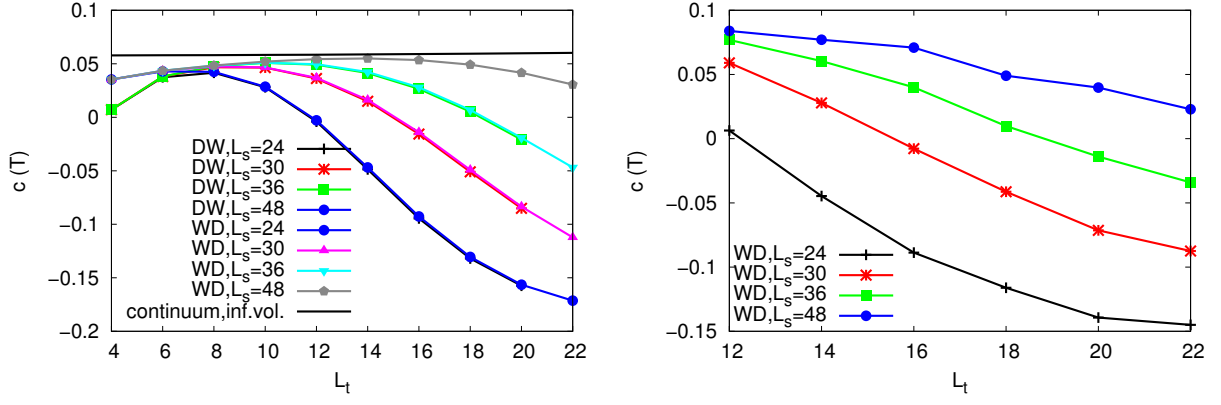 0.1
0.05
0
−0.05
−0.1
−0.15
−0.2
c (T)
4 6 8 10 12 14 16 18 20 22
L_t
DW,L_s=24
DW,L_s=30
DW,L_s=36
DW,L_s=48
WD,L_s=24
WD,L_s=30
WD,L_s=36
WD,L_s=48
continuum,inf.vol.
0.1
0.05
0
−0.05
−0.1
−0.15
c (T)
12 14 16 18 20 22
L_t
WD,L_s=24
WD,L_s=30
WD,L_s=36
WD,L_s=48